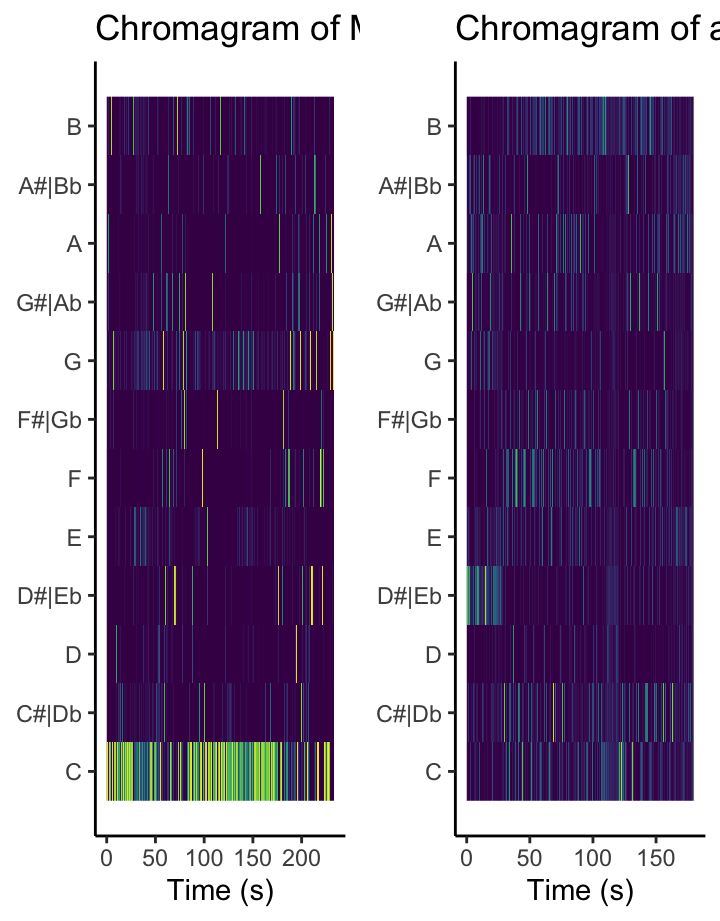 Chromagram of
B
A#|Bb
A
G#|Ab
G
F#|Gb
F
E
D#|Eb
D
C#|Db
C
0 50 100 150 200
Time (s)
Chromagram of
B
A#|Bb
A
G#|Ab
G
F#|Gb
F
E
D#|Eb
D
C#|Db
C
0 50 100 150
Time (s)